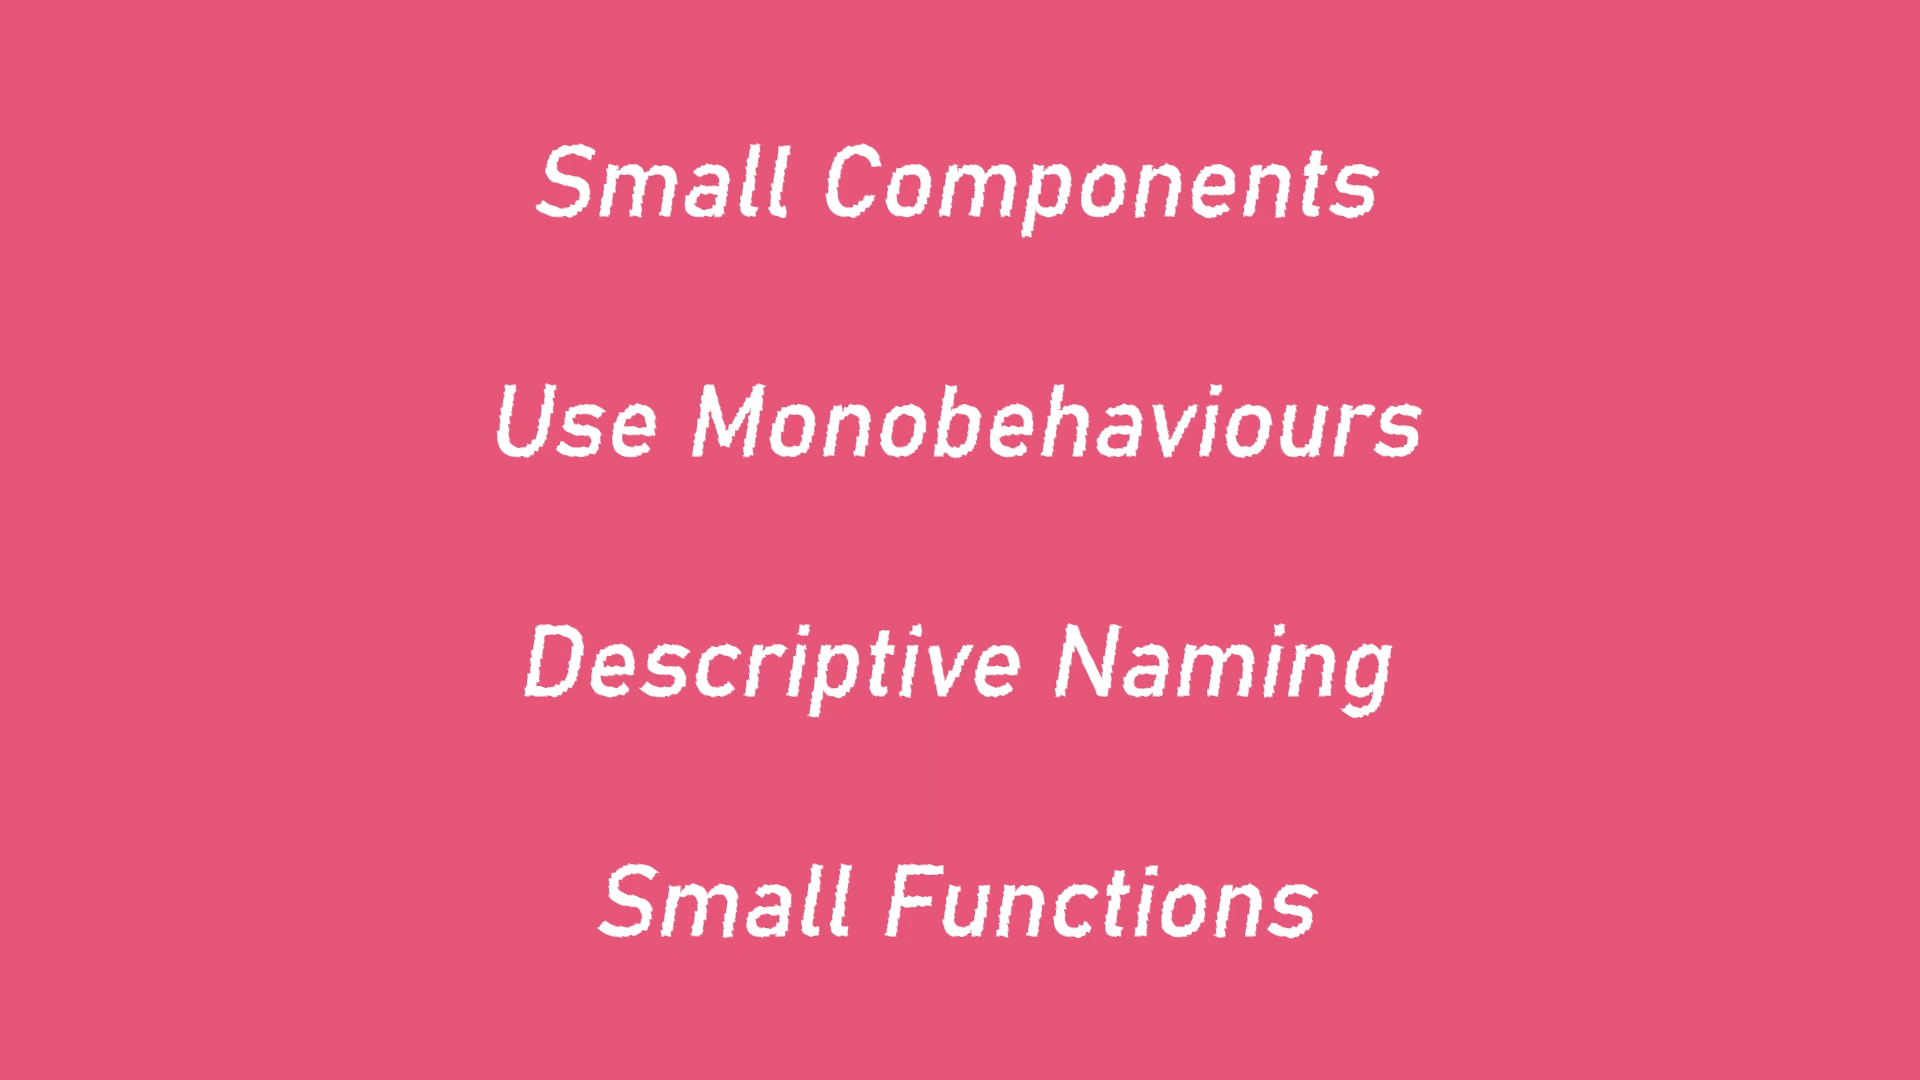 Small Components
Use Monobehaviours
Descriptive Naming
Small Functions